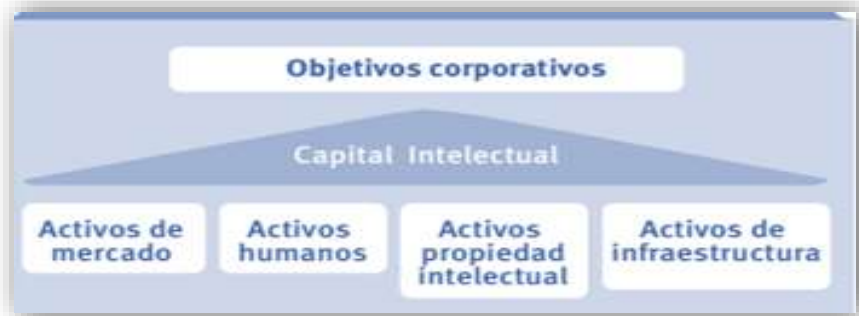 Objetivos corporativos
Capital Intelectual
Activos de
mercado
Activos
humanos
Activos
propiedad
intelectual
Activos de
infraestructura